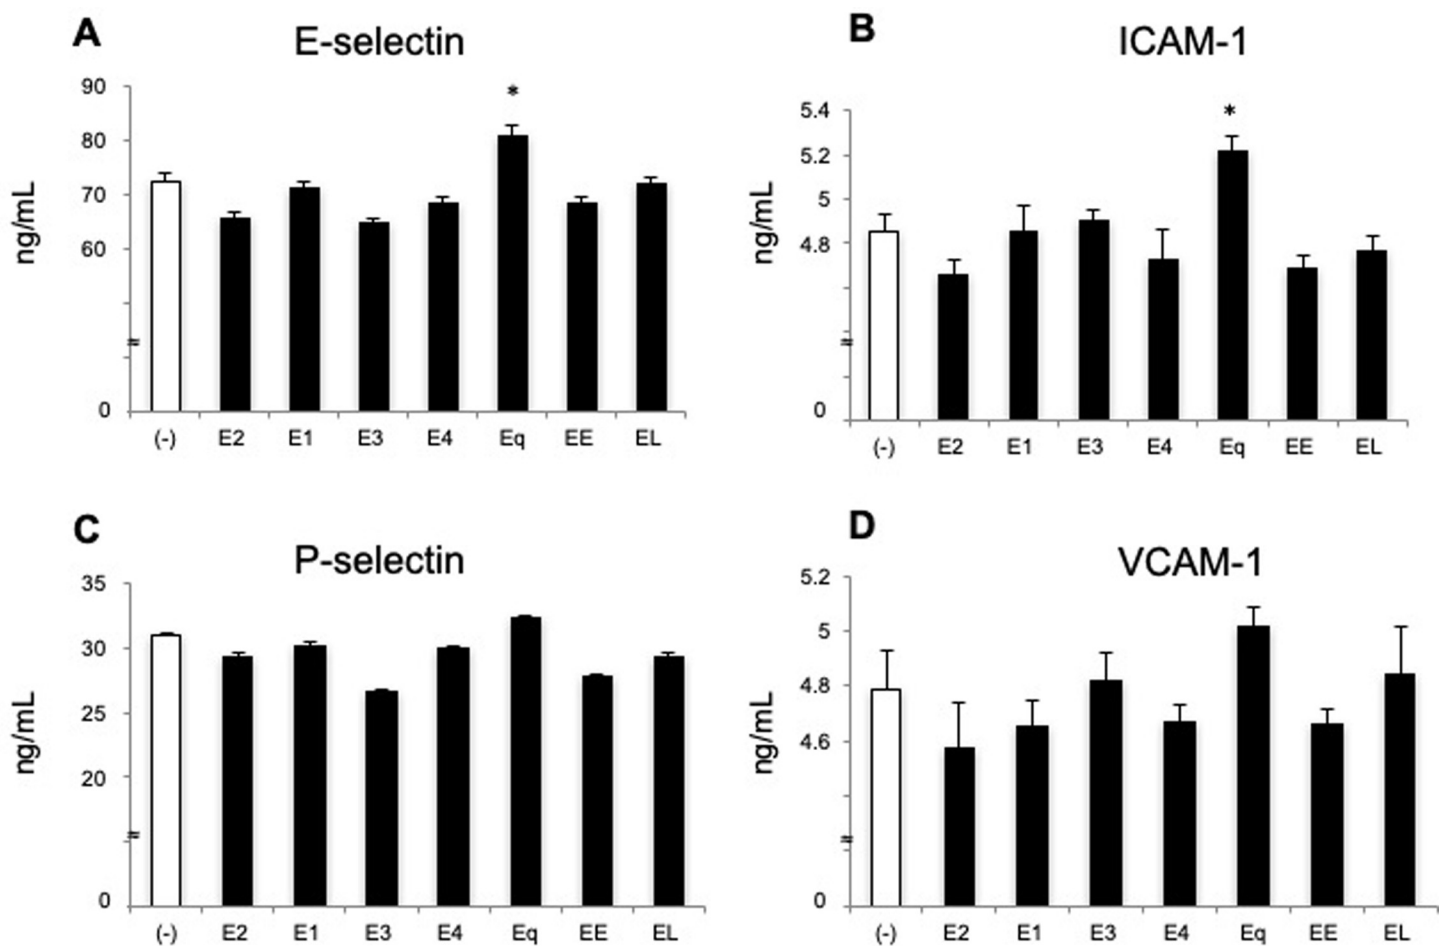 A
E-selectin
90
*
80
70
60
ng/mL
≈
0
(-) E2 E1 E3 E4 Eq EE EL
B
ICAM-1
5.4
*
5.2
5
4.8
ng/mL
≈
0
(-) E2 E1 E3 E4 Eq EE EL
C
P-selectin
35
30
25
20
ng/mL
≈
0
(-) E2 E1 E3 E4 Eq EE EL
D
VCAM-1
5.2
5
4.8
4.6
ng/mL
≈
0
(-) E2 E1 E3 E4 Eq EE EL